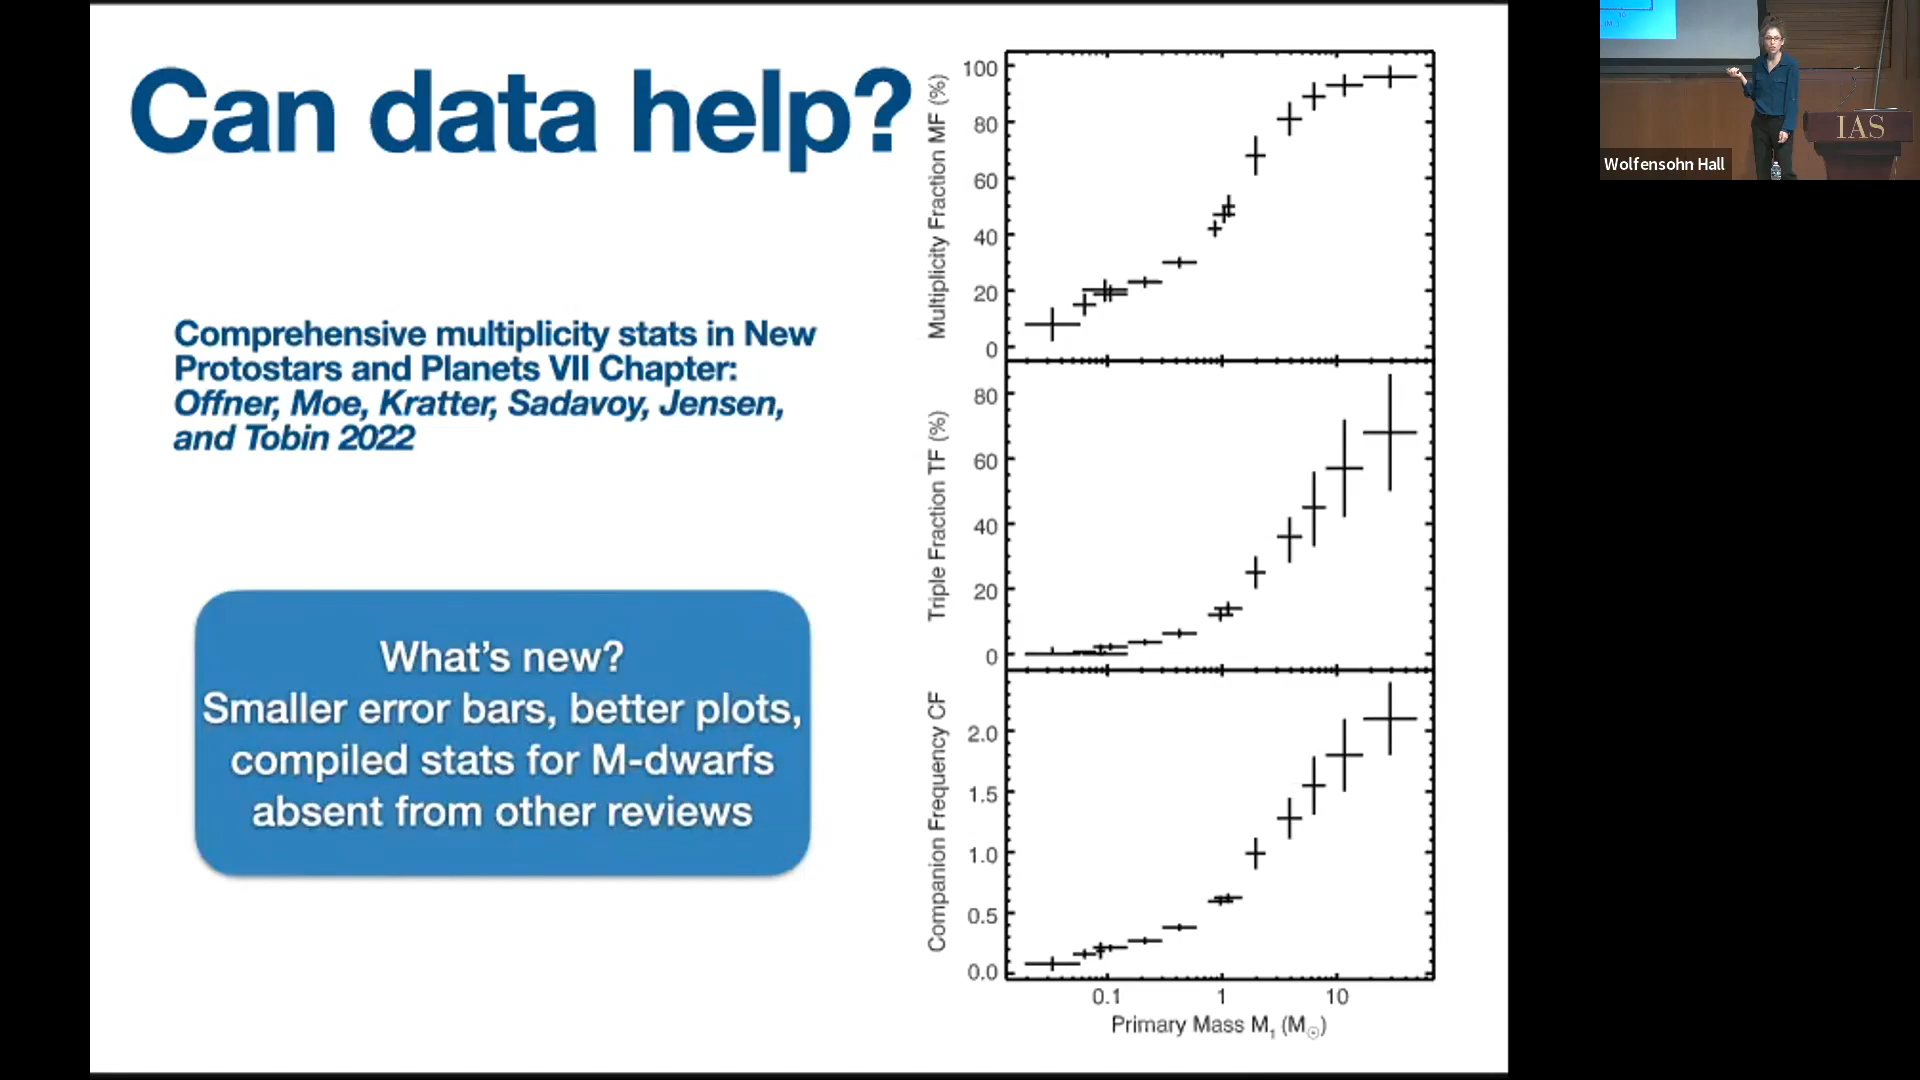 Can data help?
Comprehensive multiplicity stats in New
Protostars and Planets VII Chapter:
Offner, Moe, Kratter, Sadavoy, Jensen,
and Tobin 2022
What's new?
Smaller error bars, better plots,
compiled stats for M-dwarfs
absent from other reviews
Multiplicity Fraction MF (%)
100
80
60
40
20
0
Triple Fraction TF (%)
80
60
40
20
0
Companion Frequency CF
2.0
1.5
1.0
0.5
0.0
0.1 1 10
Primary Mass M₁ (M☉)
IAS
Wolfensohn Hall